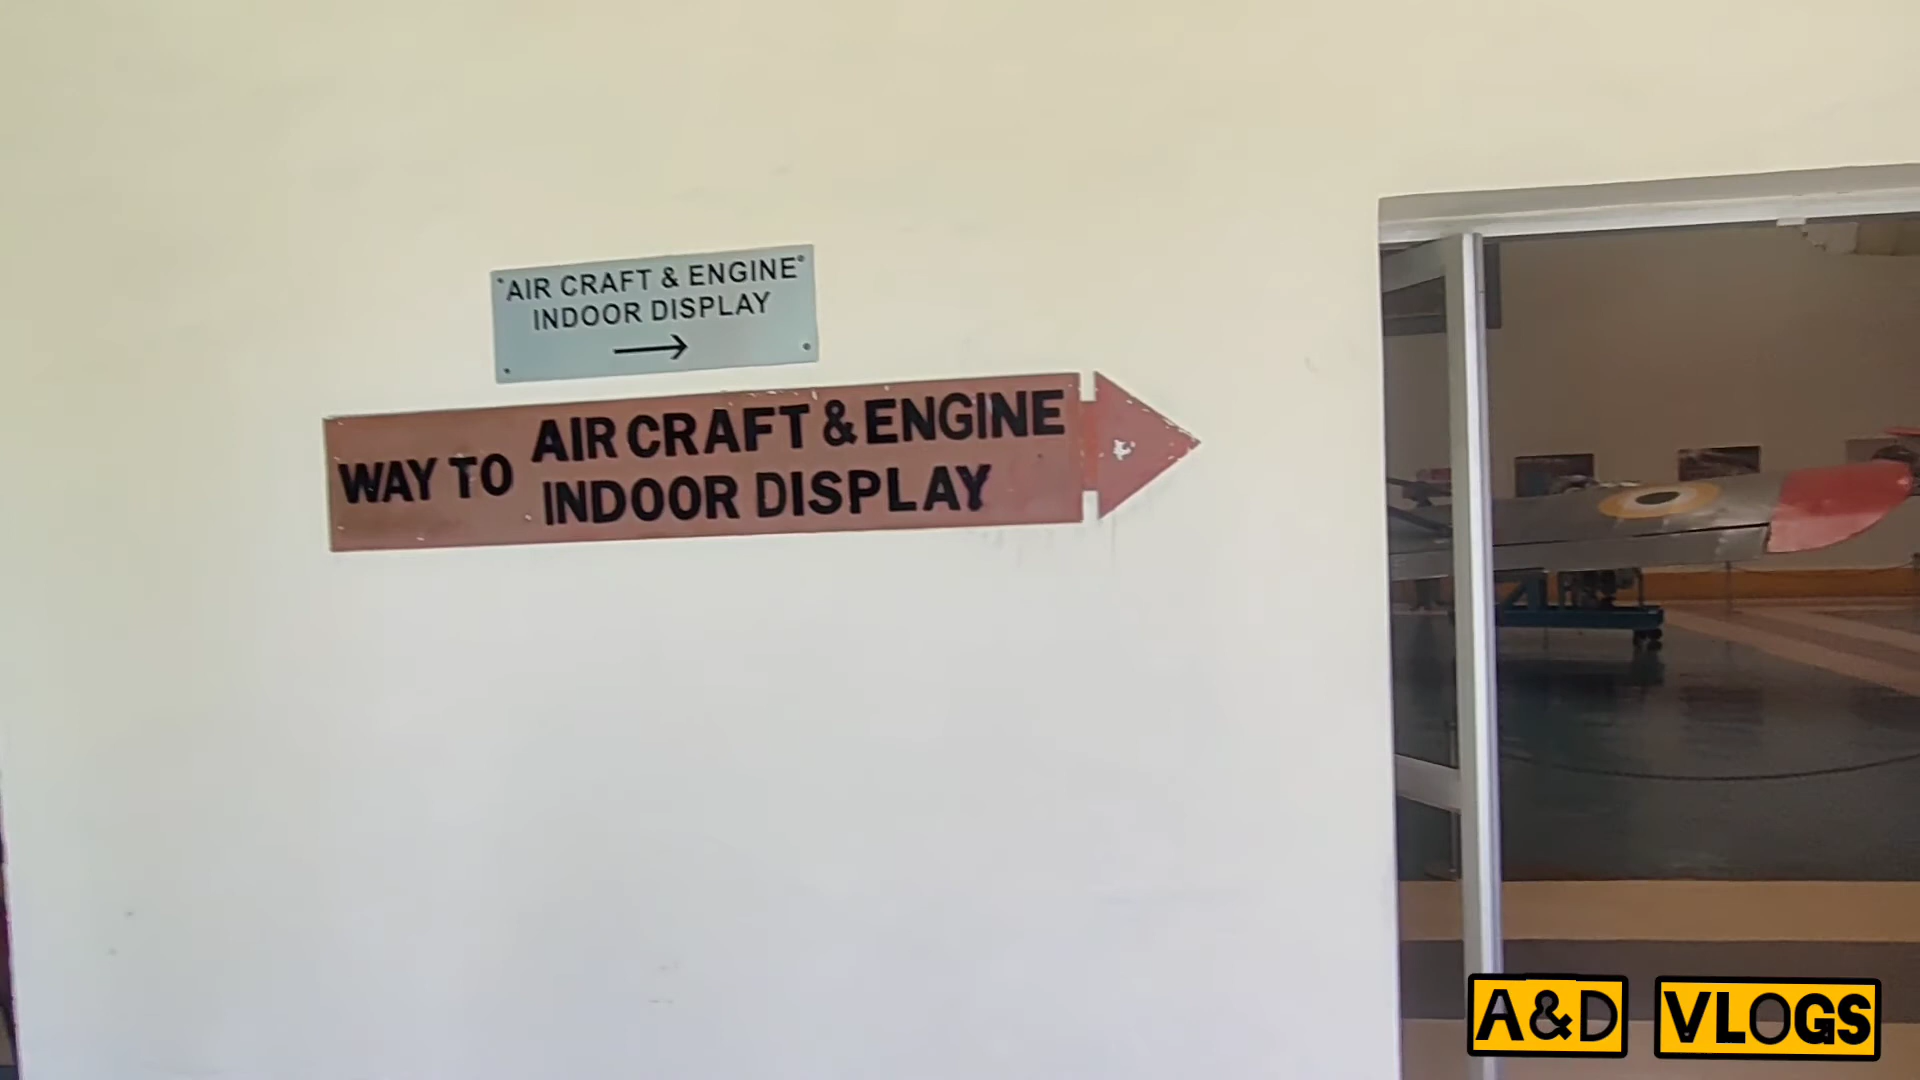 AIR CRAFT & ENGINE
INDOOR DISPLAY
WAY TO AIR CRAFT & ENGINE
INDOOR DISPLAY
A&D VLOGS